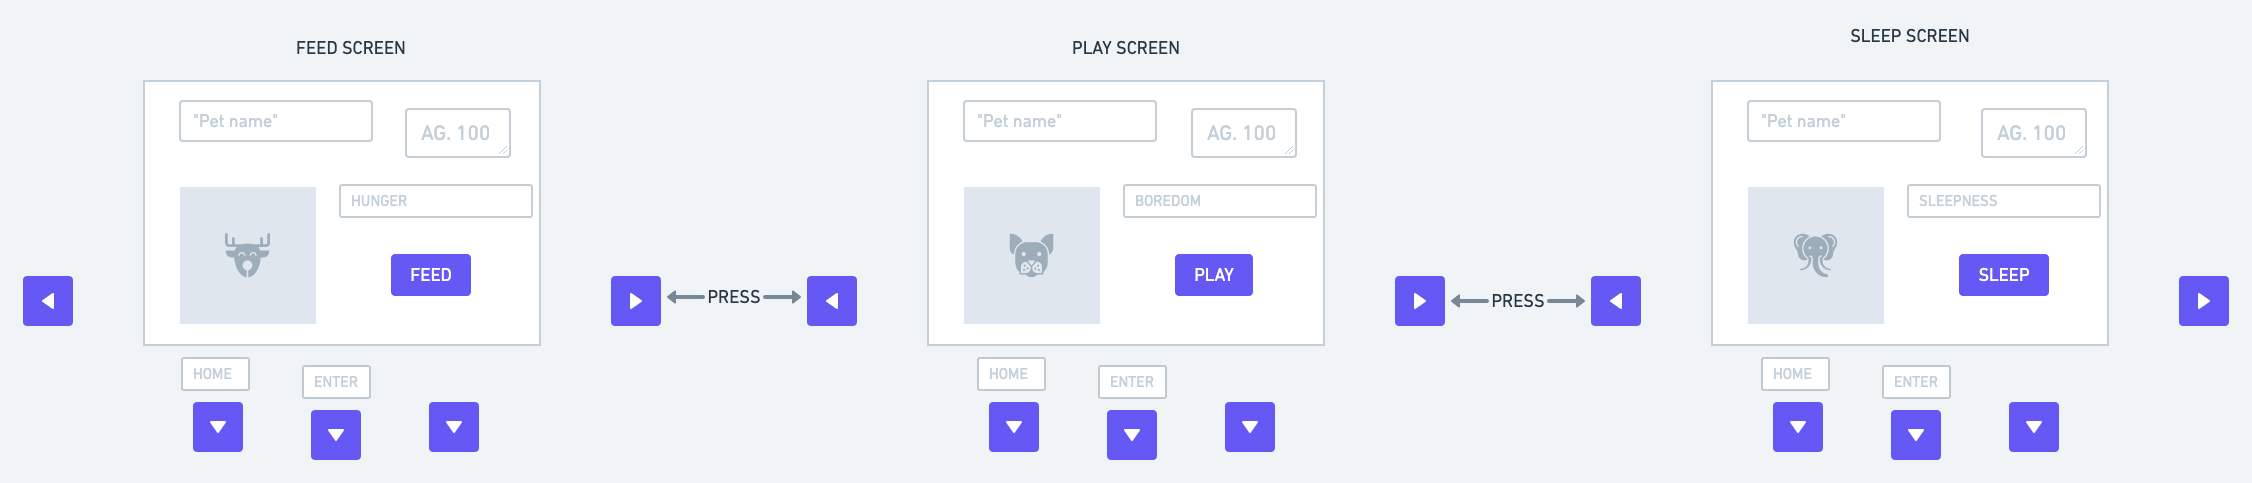 FEED SCREEN
"Pet name"
AG. 100
HUNGER
FEED
HOME
ENTER
PRESS
PLAY SCREEN
"Pet name"
AG. 100
BOREDOM
PLAY
HOME
ENTER
PRESS
SLEEP SCREEN
"Pet name"
AG. 100
SLEEPNESS
SLEEP
HOME
ENTER